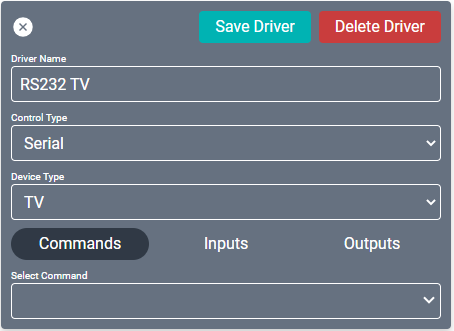 Save Driver Delete Driver
Driver Name
RS232 TV
Control Type
Serial
Device Type
TV
Commands Inputs Outputs
Select Command